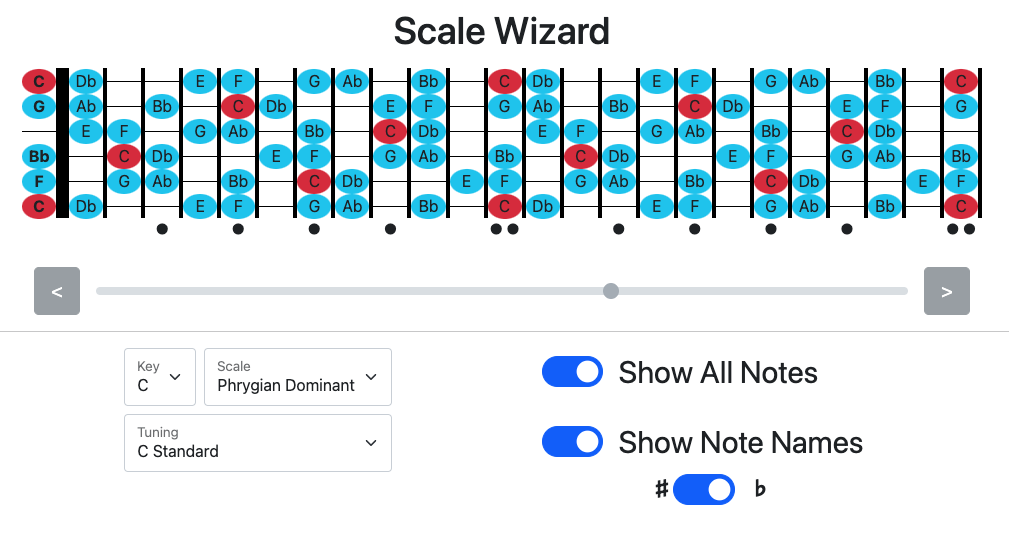 Scale Wizard
C Db E F G Ab Bb C Db E F G Ab Bb C
G Ab Bb C Db E F G Ab Bb C Db E F G
E F G Ab Bb C Db E F G Ab Bb C Db
Bb C Db E F G Ab Bb C Db E F G Ab Bb
F G Ab Bb C Db E F G Ab Bb C Db E F
C Db E F G Ab Bb C Db E F G Ab Bb C
< >
Key Scale
C Phrygian Dominant
Show All Notes
Tuning
C Standard
Show Note Names
♯ ♭